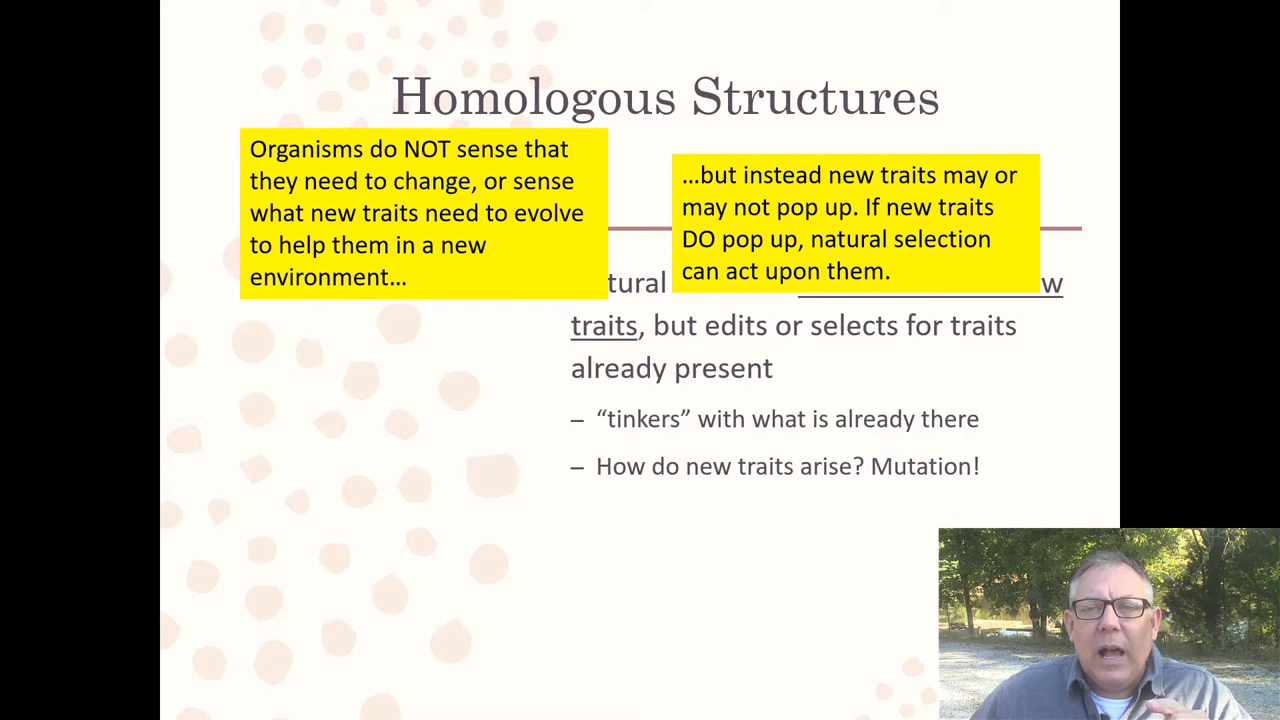 Homologous Structures
Organisms do NOT sense that
they need to change, or sense
what new traits need to evolve
to help them in a new
environment…
…but instead new traits may or
may not pop up. If new traits
DO pop up, natural selection
can act upon them.
traits, but edits or selects for traits
already present
– “tinkers” with what is already there
– How do new traits arise? Mutation!